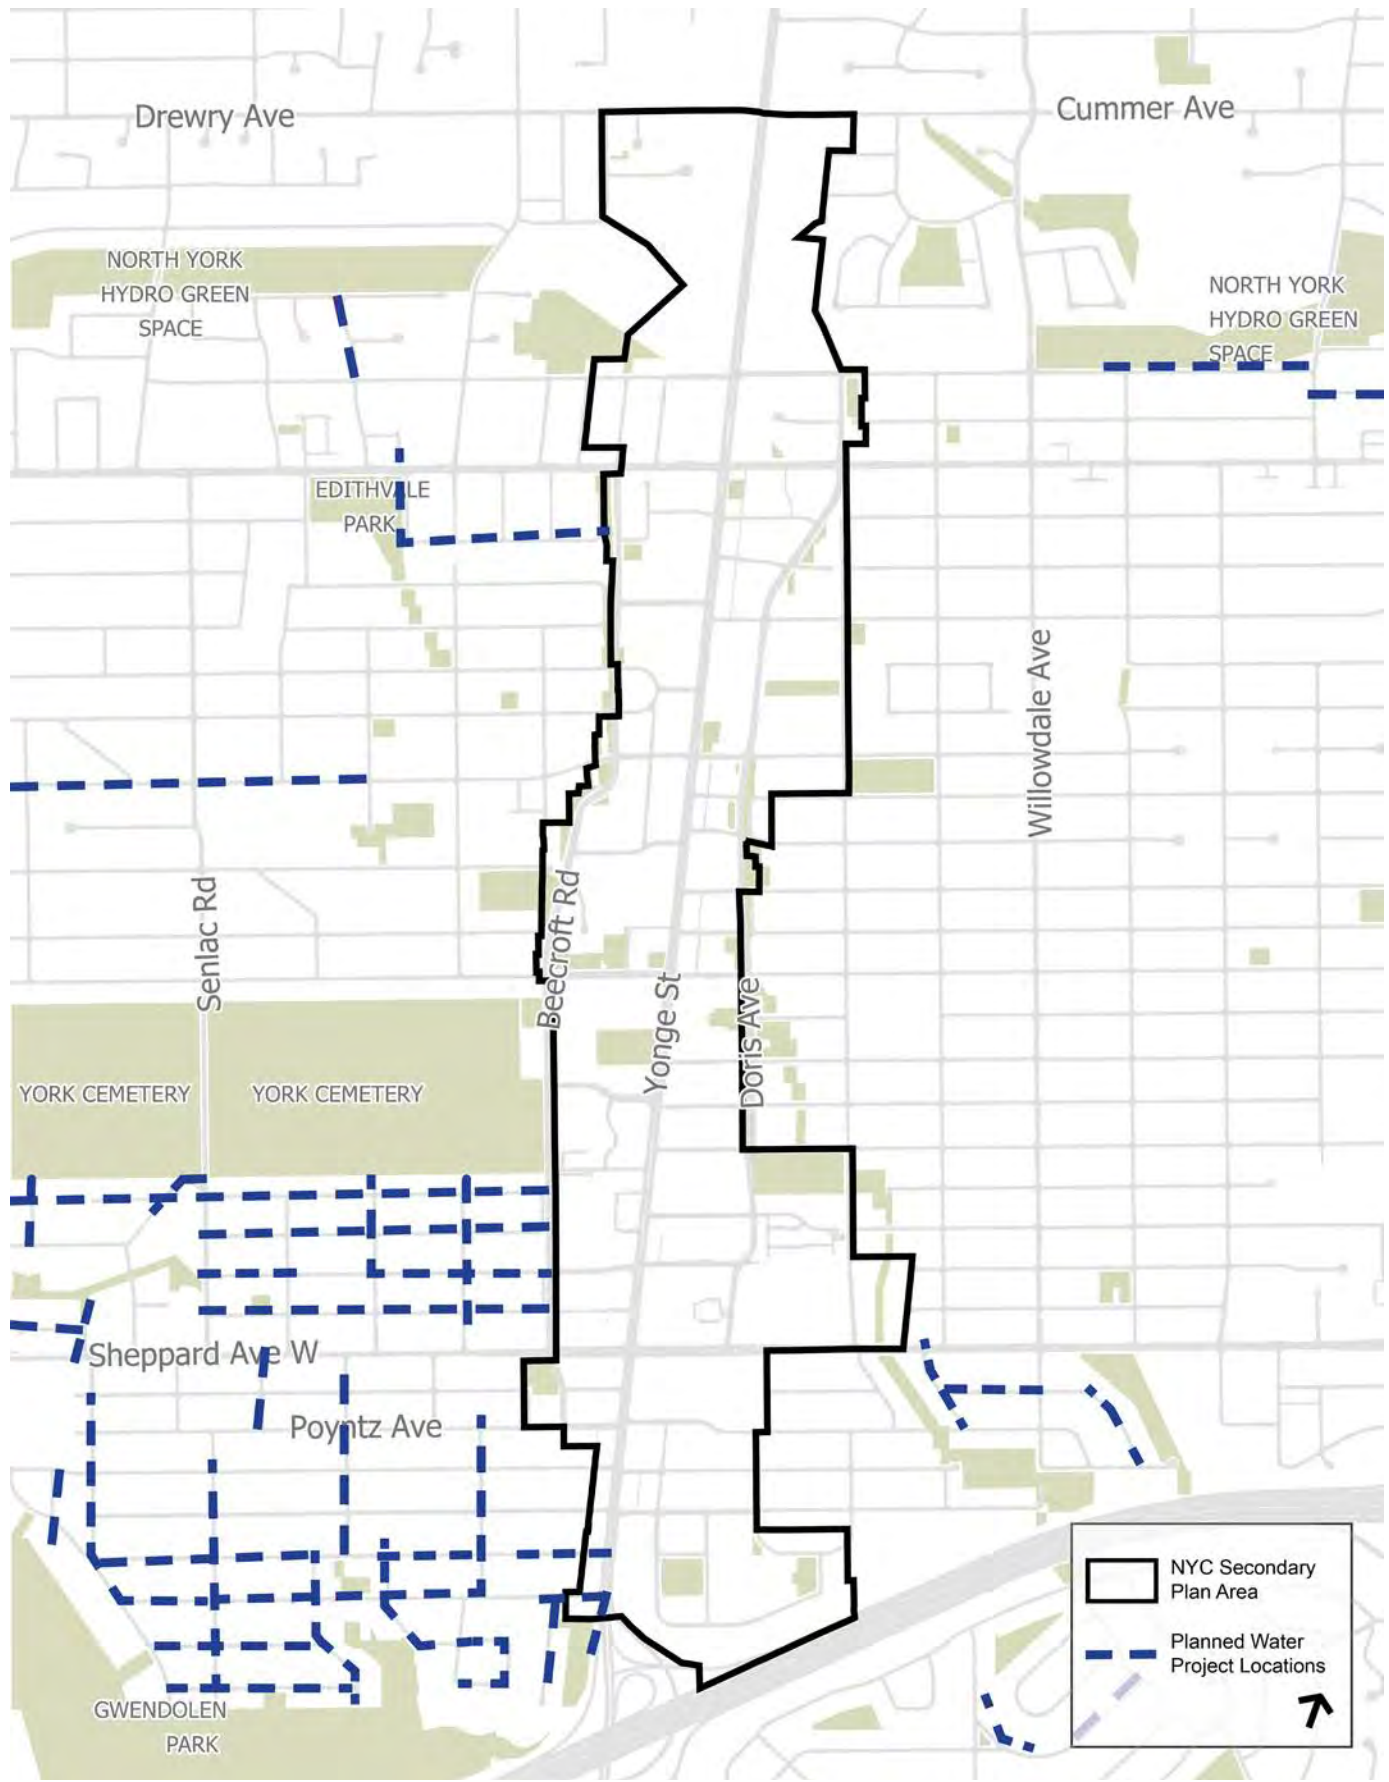 Drewry Ave
Cummer Ave
NORTH YORK
HYDRO GREEN
SPACE
NORTH YORK
HYDRO GREEN
SPACE
EDITHVALE
PARK
Willowdale Ave
Senlac Rd
Beecroft Rd
Yonge St
Doris Ave
YORK CEMETERY
YORK CEMETERY
Sheppard Ave W
Poyntz Ave
GWENDOLEN
PARK
NYC Secondary
Plan Area
Planned Water
Project Locations